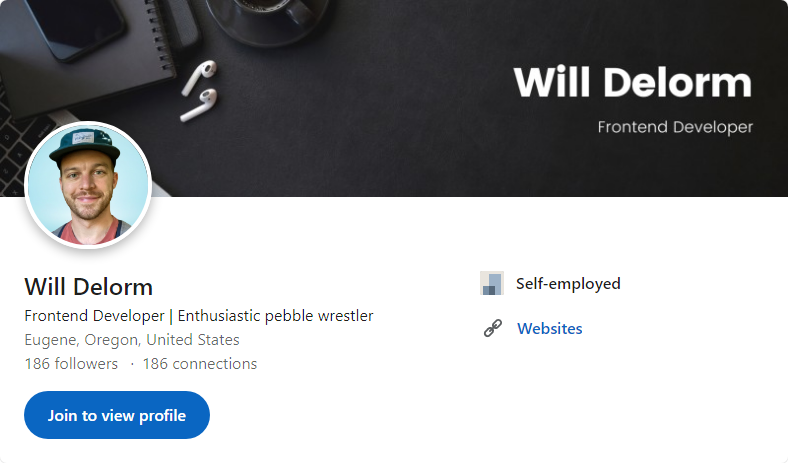 Will Delorm
Frontend Developer
Will Delorm
Frontend Developer | Enthusiastic pebble wrestler
Eugene, Oregon, United States
186 followers · 186 connections
Join to view profile
Self-employed
Websites